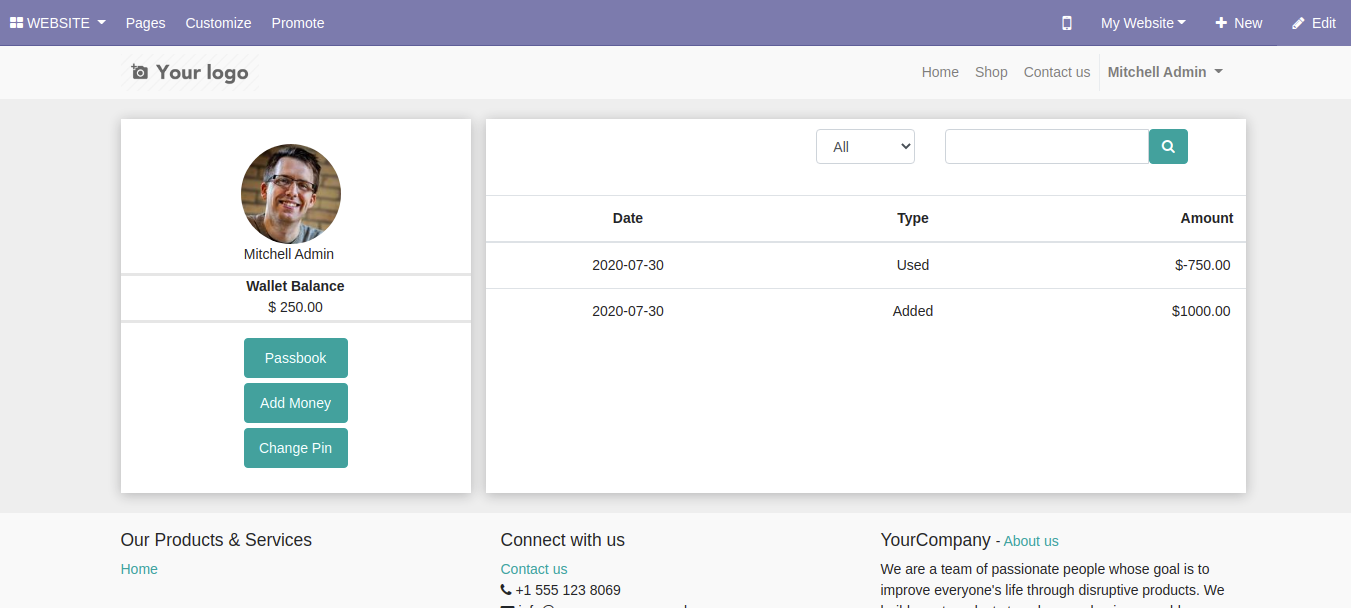 WEBSITE Pages Customize Promote My Website New Edit
Your logo Home Shop Contact us Mitchell Admin
Mitchell Admin
Wallet Balance
$ 250.00
Passbook
Add Money
Change Pin
All
Date Type Amount
2020-07-30 Used $-750.00
2020-07-30 Added $1000.00
Our Products & Services
Home
Connect with us
Contact us
+1 555 123 8069
YourCompany - About us
We are a team of passionate people whose goal is to
improve everyone's life through disruptive products. We